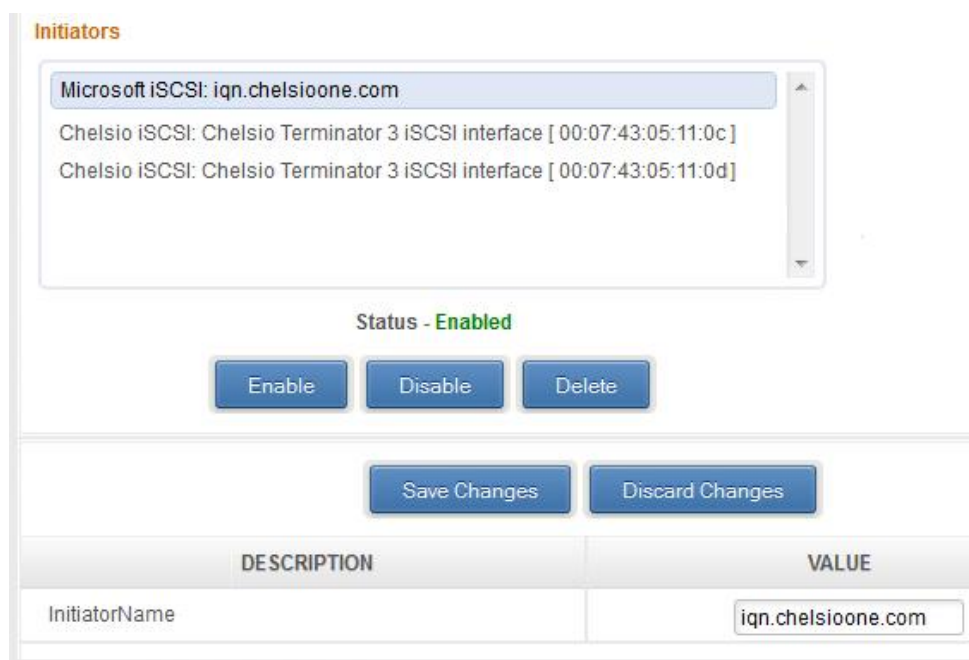 Initiators
Microsoft iSCSI: iqn.chelsioone.com
Chelsio iSCSI: Chelsio Terminator 3 iSCSI interface [ 00:07:43:05:11:0c ]
Chelsio iSCSI: Chelsio Terminator 3 iSCSI interface [ 00:07:43:05:11:0d]
Status - Enabled
Enable Disable Delete
Save Changes Discard Changes
DESCRIPTION VALUE
InitiatorName iqn.chelsioone.com